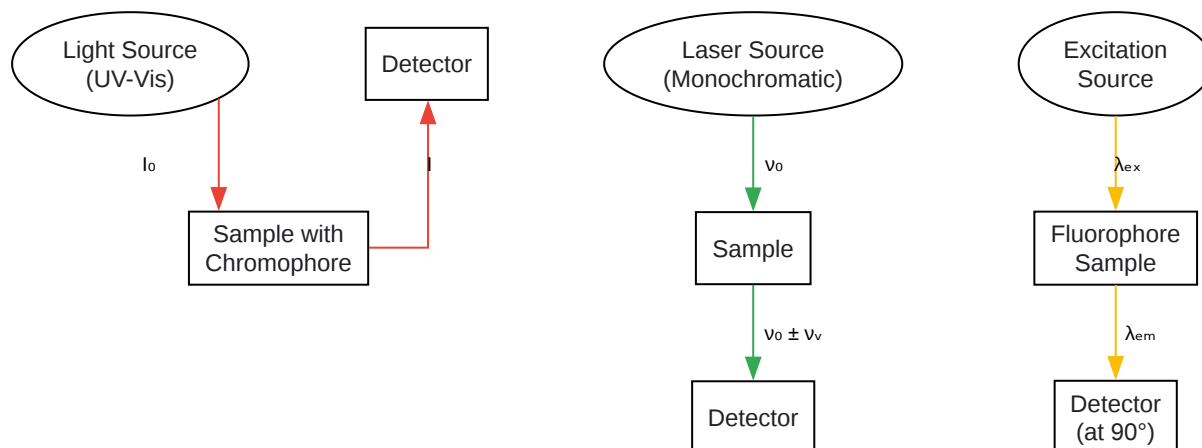 Light Source
(UV-Vis)
I₀
Sample with
Chromophore
I
Detector
Laser Source
(Monochromatic)
ν₀
Sample
ν₀ ± νᵥ
Detector
Excitation
Source
λₑₓ
Fluorophore
Sample
λₑₘ
Detector
(at 90°)